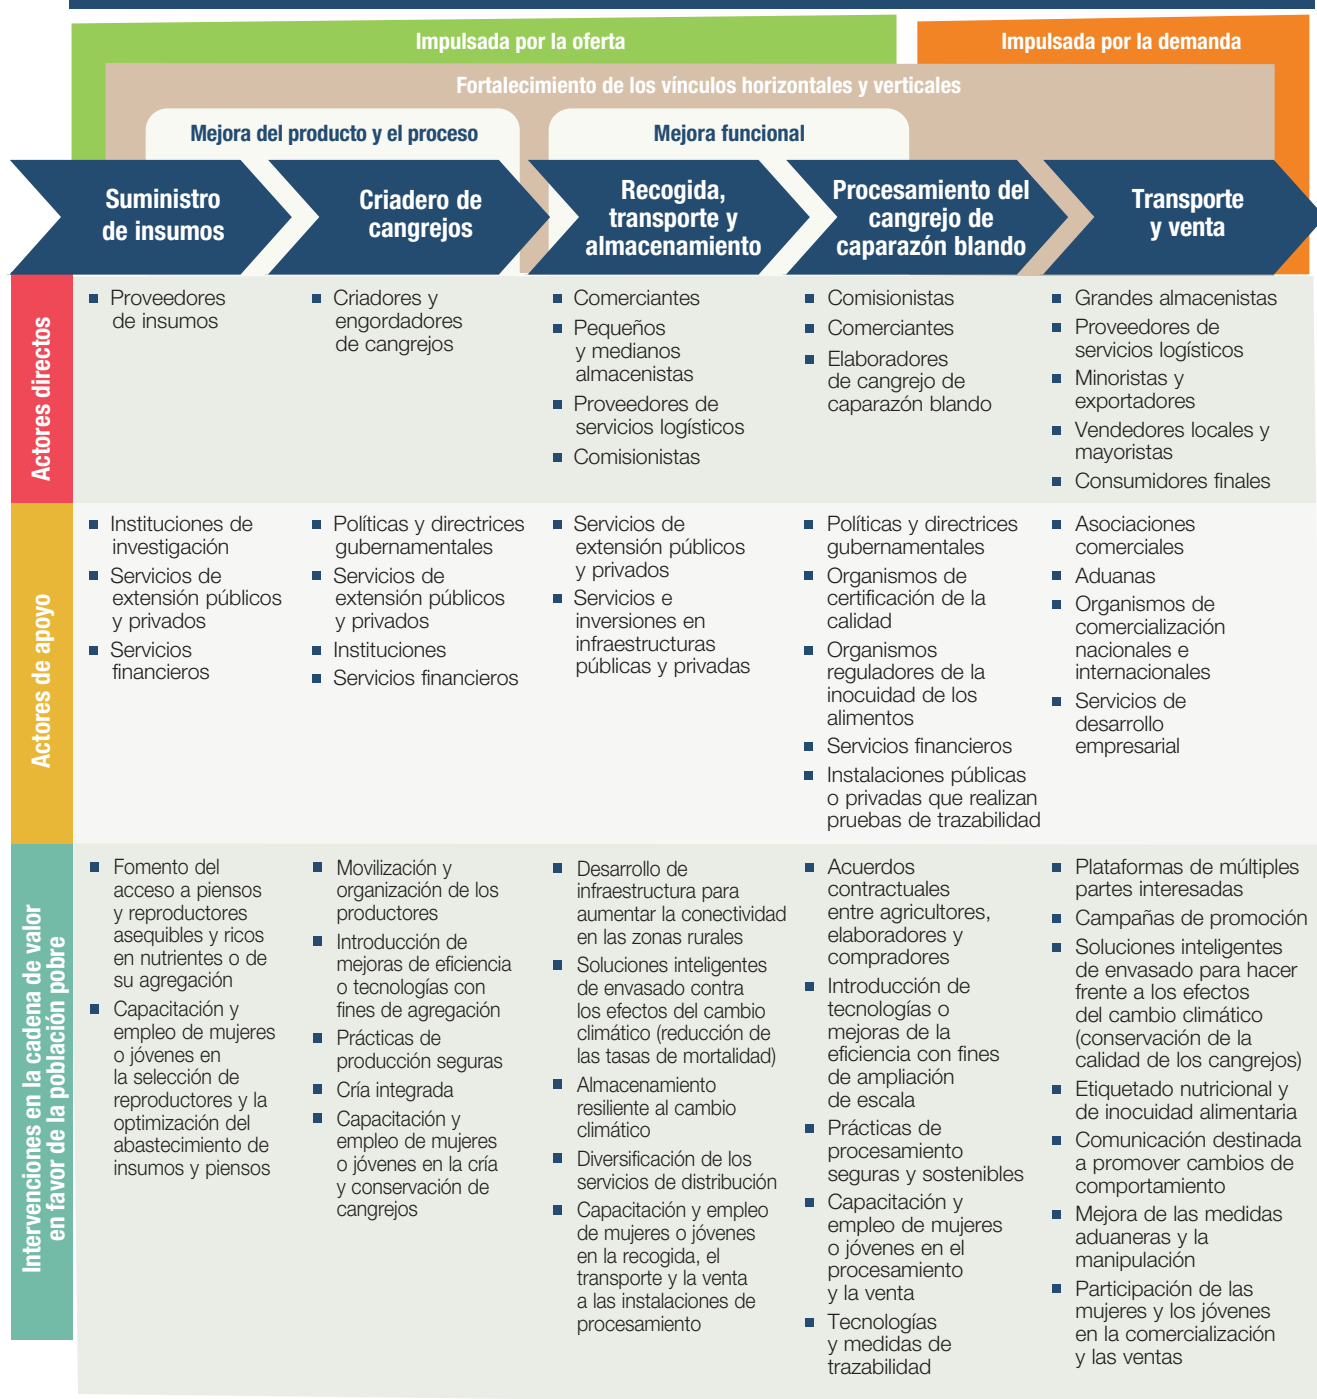 Impulsada por la oferta
Impulsada por la demanda
Fortalecimiento de los vínculos horizontales y verticales
Mejora del producto y el proceso
Mejora funcional
Suministro
de insumos
Criadero de
cangrejos
Recogida,
transporte y
almacenamiento
Procesamiento del
cangrejo de
caparazón blando
Transporte
y venta
Actores directos
Proveedores
de insumos
Criadores y
engordadores
de cangrejos
Comerciantes
Pequeños
y medianos
almacenistas
Proveedores de
servicios logísticos
Comisionistas
Comisionistas
Comerciantes
Elaboradores
de cangrejo de
caparazón blando
Grandes almacenistas
Proveedores de
servicios logísticos
Minoristas y
exportadores
Vendedores locales y
mayoristas
Consumidores finales
Actores de apoyo
Instituciones de
investigación
Servicios de
extensión públicos
y privados
Servicios
financieros
Políticas y directrices
gubernamentales
Servicios de
extensión públicos
y privados
Instituciones
Servicios financieros
Servicios de
extensión públicos
y privados
Servicios e
inversiones en
infraestructuras
públicas y privadas
Políticas y directrices
gubernamentales
Organismos de
certificación de la
calidad
Organismos
reguladores de la
inocuidad de los
alimentos
Servicios financieros
Instalaciones públicas
o privadas que realizan
pruebas de trazabilidad
Asociaciones
comerciales
Aduanas
Organismos de
comercialización
nacionales e
internacionales
Servicios de
desarrollo
empresarial
Intervenciones en la cadena de valor
en favor de la población pobre
Fomento del
acceso a piensos
y reproductores
asequibles y ricos
en nutrientes o de
su agregación
Capacitación y
empleo de mujeres
o jóvenes en
la selección de
reproductores y la
optimización del
abastecimiento de
insumos y piensos
Movilización y
organización de los
productores
Introducción de
mejoras de eficiencia
o tecnologías con
fines de agregación
Prácticas de
producción seguras
Cría integrada
Capacitación y
empleo de mujeres
o jóvenes en la cría
y conservación de
cangrejos
Desarrollo de
infraestructura para
aumentar la conectividad
en las zonas rurales
Soluciones inteligentes
de envasado contra
los efectos del cambio
climático (reducción de
las tasas de mortalidad)
Almacenamiento
resiliente al cambio
climático
Diversificación de los
servicios de distribución
Capacitación y empleo
de mujeres o jóvenes
en la recogida, el
transporte y la venta
a las instalaciones de
procesamiento
Acuerdos
contractuales
entre agricultores,
elaboradores y
compradores
Introducción de
tecnologías o
mejoras de la
eficiencia con fines
de ampliación
de escala
Prácticas de
procesamiento
seguras y sostenibles
Capacitación y
empleo de mujeres
o jóvenes en el
procesamiento
y la venta
Tecnologías
y medidas de
trazabilidad
Plataformas de múltiples
partes interesadas
Campañas de promoción
Soluciones inteligentes
de envasado para hacer
frente a los efectos
del cambio climático
(conservación de la
calidad de los cangrejos)
Etiquetado nutricional y
de inocuidad alimentaria
Comunicación destinada
a promover cambios de
comportamiento
Mejora de las medidas
aduaneras y la
manipulación
Participación de las
mujeres y los jóvenes
en la comercialización
y las ventas